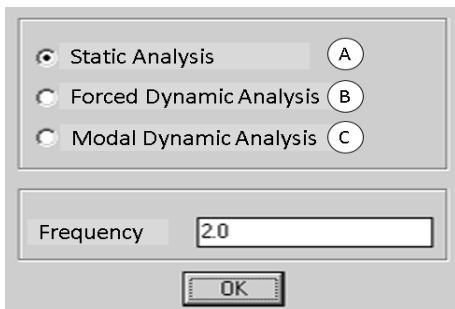 Static Analysis A
Forced Dynamic Analysis B
Modal Dynamic Analysis C
Frequency 2.0
OK